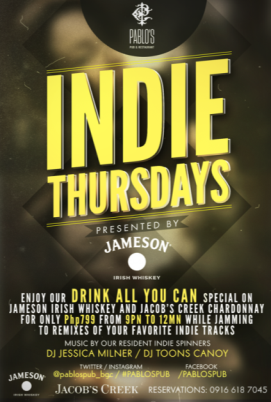 PABLO'S
PUB & RESTAURANT
INDIE
THURSDAYS
PRESENTED BY
JAMESON
IRISH WHISKEY
ENJOY OUR DRINK ALL YOU CAN SPECIAL ON
JAMESON IRISH WHISKEY AND JACOB'S CREEK CHARDONNAY
FOR ONLY Php799 FROM 9PM TO 12MN WHILE JAMMING
TO REMIXES OF YOUR FAVORITE INDIE TRACKS
MUSIC BY OUR RESIDENT INDIE SPINNERS
DJ JESSICA MILNER / DJ TOONS CANOY
TWITTER / INSTAGRAM FACEBOOK
@pablospub_bgc / #PABLOSPUB /PABLOSPUB
JAMESON
IRISH WHISKEY
JACOB'S CREEK RESERVATIONS: 0916 618 7045